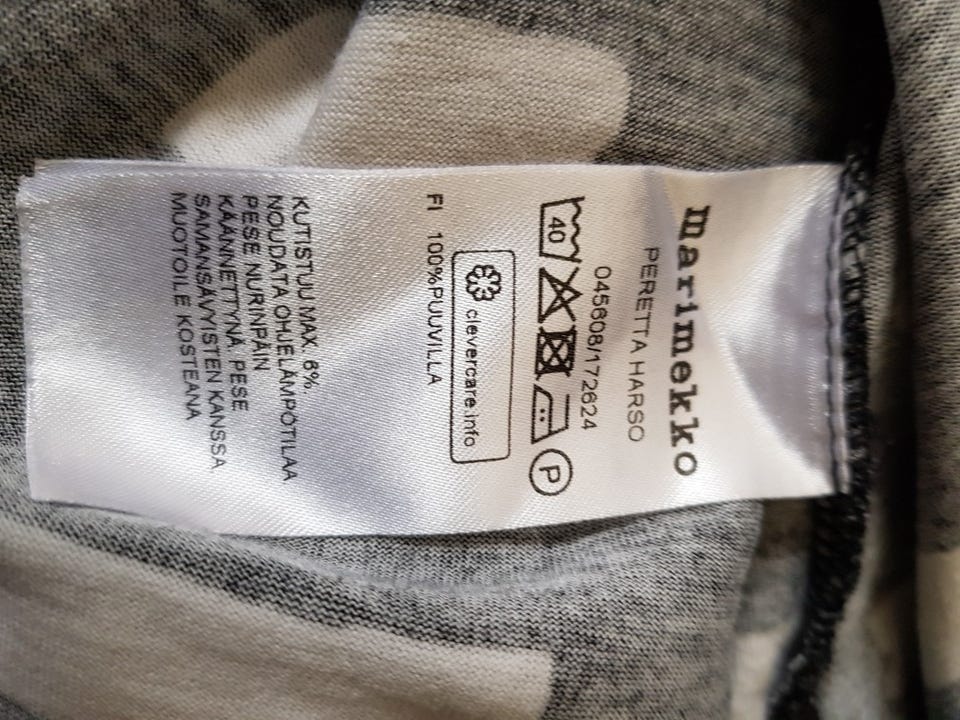 marimekko
PERETTA HARSO
045608/172624
40 P
clevercare.info
FI 100%PUUVILLA
KUTISTUU MAX. 6%.
NOUDATA OHJELÄMPÖTILAA
PESE NURINPÄIN
KÄÄNNETTYNÄ. PESE
SAMANSÄVYISTEN KANSSA
MUOTOILE KOSTEANA